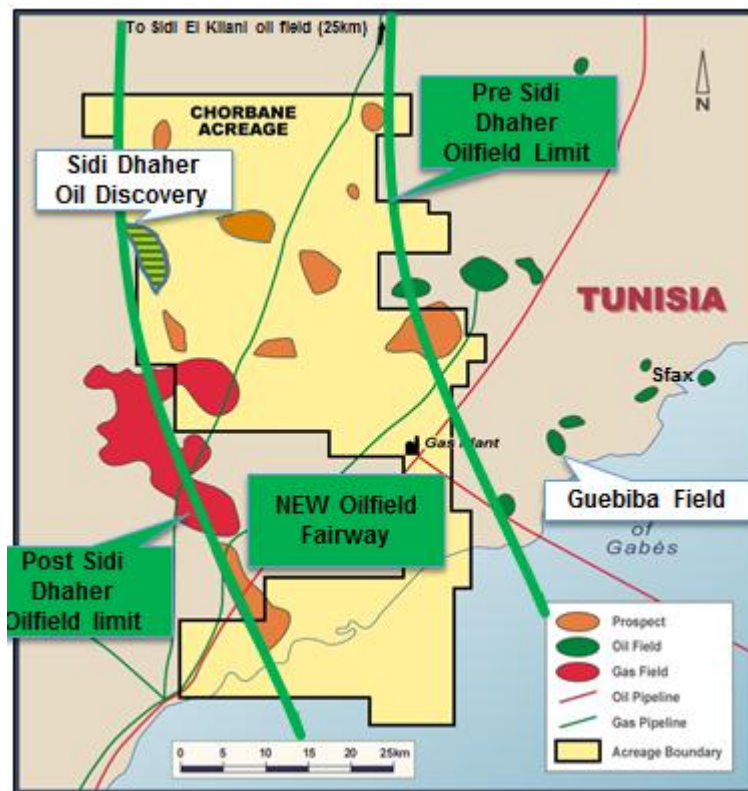 To Sidi El Kilani oil field (25km)
N
CHORBANE
ACREAGE
Pre Sidi
Dhaher
Oilfield Limit
Sidi Dhaher
Oil Discovery
TUNISIA
Sfax
Gas Plant
Guebiba Field
of
Gabès
NEW Oilfield
Fairway
Post Sidi
Dhaher
Oilfield limit
Prospect
Oil Field
Gas Field
Oil Pipeline
Gas Pipeline
Acreage Boundary
0 5 10 15 20 25km